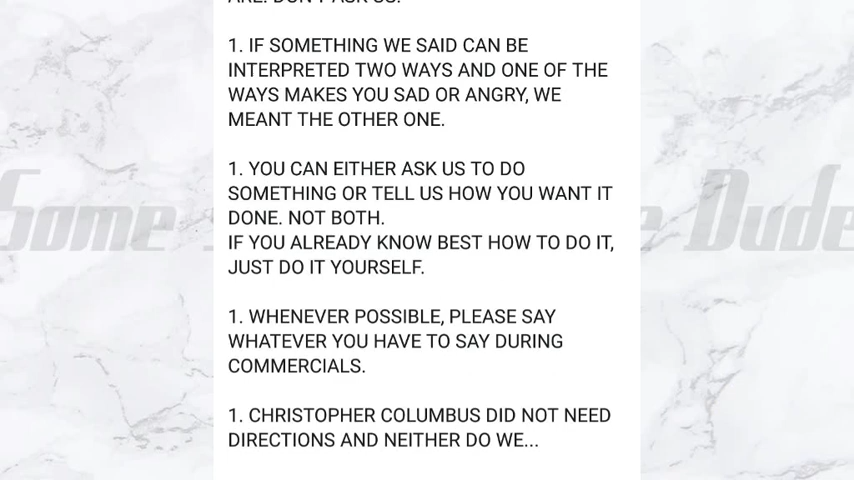 1. IF SOMETHING WE SAID CAN BE
INTERPRETED TWO WAYS AND ONE OF THE
WAYS MAKES YOU SAD OR ANGRY, WE
MEANT THE OTHER ONE.
1. YOU CAN EITHER ASK US TO DO
SOMETHING OR TELL US HOW YOU WANT IT
DONE. NOT BOTH.
IF YOU ALREADY KNOW BEST HOW TO DO IT,
JUST DO IT YOURSELF.
1. WHENEVER POSSIBLE, PLEASE SAY
WHATEVER YOU HAVE TO SAY DURING
COMMERCIALS.
1. CHRISTOPHER COLUMBUS DID NOT NEED
DIRECTIONS AND NEITHER DO WE...
Some
Dude